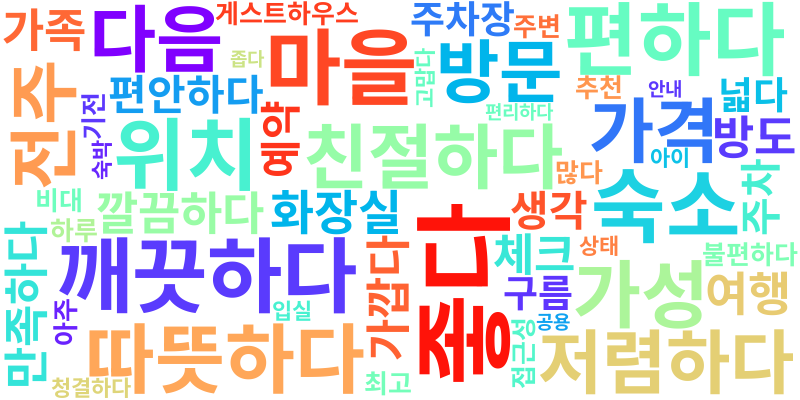 게스트하우스
가족
다음
좁다
마을
주차장
주변
편하다
고맙다
방문
편안하다
추천
안내
넓다
전주
기전
숙박
위치
예약
친절하다
편리하다
가격
방도
많다
아이
숙소
주차
비대
하루
깔끔하다
화장실
생각
좋다
체크
상태
불편하다
깨끗하다
가깝다
구름
가성
여행
만족하다
아주
입실
공용
접근성
따뜻하다
저렴하다
청결하다
최고